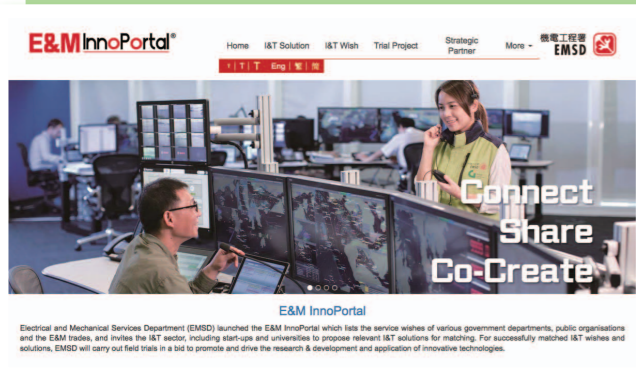 E&M InnoPortal®
Home I&T Solution I&T Wish Trial Project Strategic Partner More
機電工程署
EMSD
T | T | T Eng | 繁 | 简
Connect
Share
Co-Create
E&M InnoPortal
Electrical and Mechanical Services Department (EMSD) launched the E&M InnoPortal which lists the service wishes of various government departments, public organisations
and the E&M trades, and invites the I&T sector, including start-ups and universities to propose relevant I&T solutions for matching. For successfully matched I&T wishes and
solutions, EMSD will carry out field trials in a bid to promote and drive the research & development and application of innovative technologies.